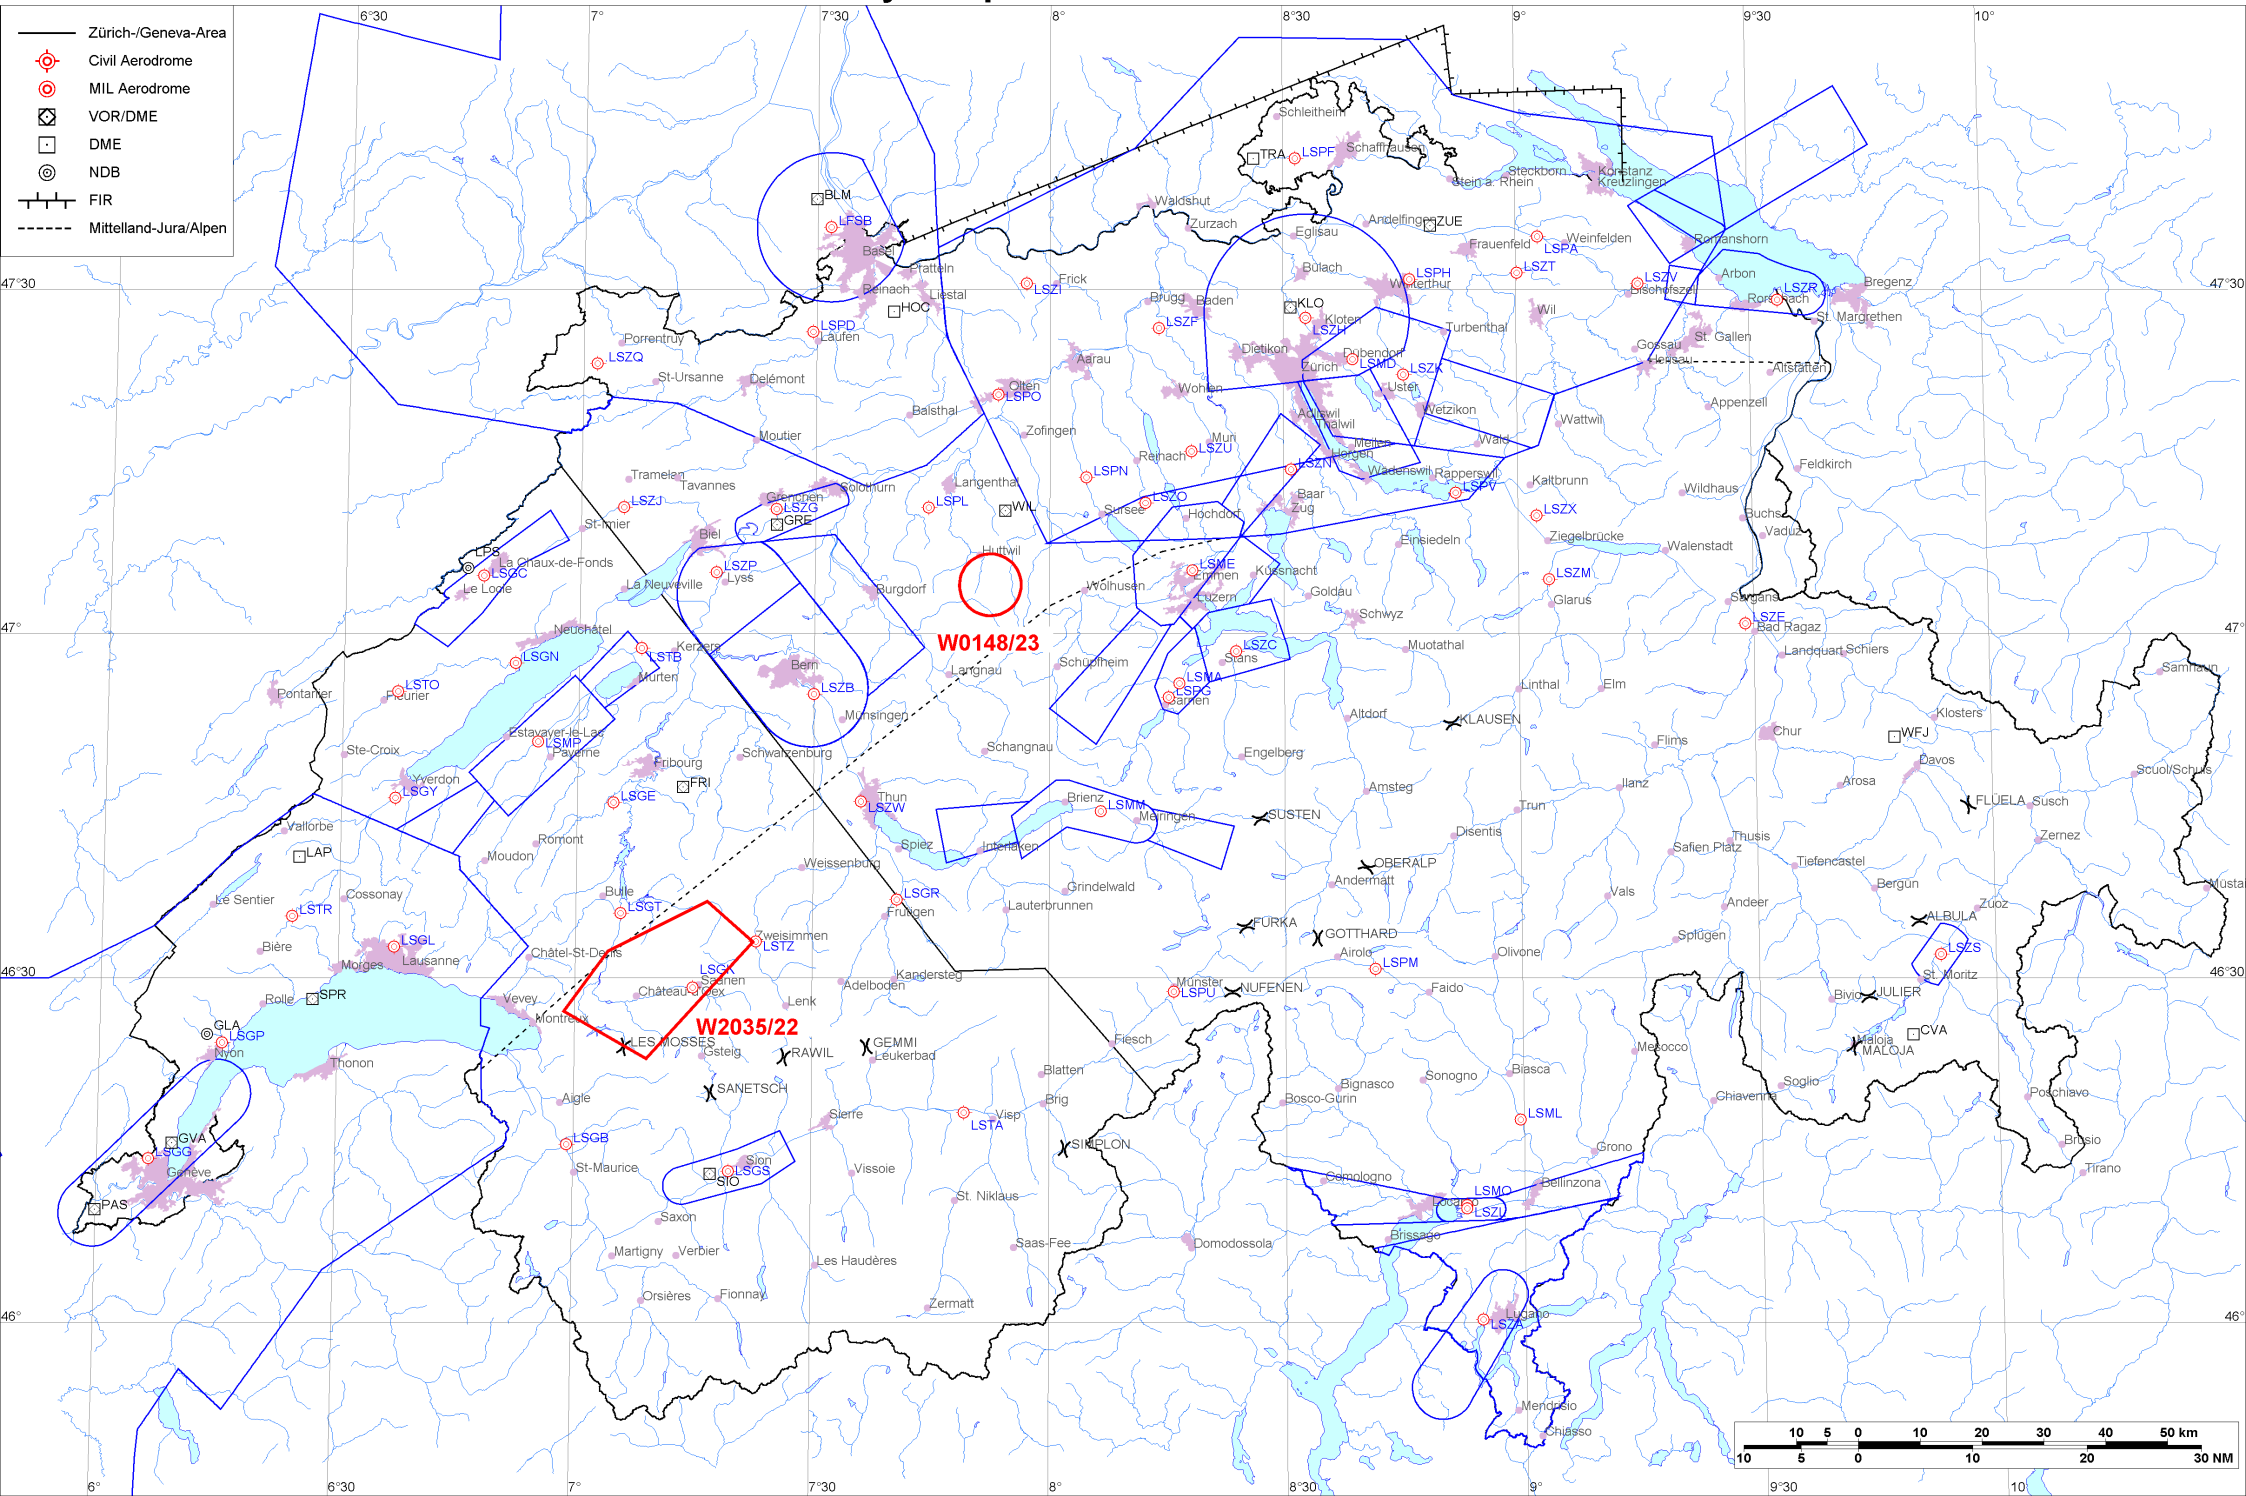 6°30
7°
7°30
8°
8°30
9°
9°30
10°
Zürich-/Geneva-Area
Civil Aerodrome
MIL Aerodrome
VOR/DME
DME
NDB
FIR
Mittelland-Jura/Alpen
Schleitheim
TRA
LSPF
Schaffhausen
Stein a. Rhein
Steckborn
Konstanz
Kreuzlingen
BLM
LFSB
Basel
Waldshut
Zurzach
Eglisau
Andelfingen
ZUE
Frauenfeld
LSPA
Weinfelden
Romanshorn
Pratteln
Reinach
Liestal
HOC
LSZI
Frick
Bülach
LSPH
Winterthur
LSZT
LSZV
Bischofszell
Arbon
LSZR
Rorschach
Bregenz
St. Margrethen
47°30
47°30
LSPD
Laufen
Brugg
Baden
LSZF
KLO
Kloten
LSZH
Turbenthal
Wil
St. Gallen
Gossau
Herisau
Altstätten
Porrentruy
LSZQ
St-Ursanne
Delémont
Aarau
Olten
LSPO
Dietikon
Zürich
Dübendorf
LSMD
LSZK
Uster
Wetzikon
Wohlen
Balsthal
Zofingen
Adliswil
Thalwil
Appenzell
Wattwil
Moutier
Muri
LSZU
Reinach
Meilen
Horgen
Wald
LSZN
Wädenswil
Rapperswil
LSPV
Feldkirch
Tramelan
Tavannes
LSPN
Kaltbrunn
Wildhaus
Grenchen
Solothurn
Langenthal
LSZJ
LSZG
GRE
LSPL
WIL
LSZO
Sursee
Hochdorf
Baar
Zug
LSZX
Buchs
Vaduz
St-Imier
Biel
Einsiedeln
Ziegelbrücke
Walenstadt
LPS
La Chaux-de-Fonds
LSGC
Le Locle
Huttwil
LSZP
Lyss
La Neuveville
Burgdorf
LSME
Emmen
Luzern
Küssnacht
Wolhusen
Goldau
LSZM
Glarus
Sargans
LSZE
Bad Ragaz
Schwyz
47°
47°
Neuchâtel
W0148/23
LSGN
LSTB
Kerzers
Murten
Bern
LSZB
Langnau
Schüpfheim
LSZC
Stans
Muotathal
Landquart
Schiers
Samnaun
LSTO
Fleurier
Pontarlier
LSMA
LSPG
Sarnen
Linthal
Elm
Münsingen
Altdorf
KLAUSEN
Klosters
Estavayer-le-Lac
LSMP
Payerne
Ste-Croix
Schwarzenburg
Schangnau
Engelberg
Flims
Chur
WFJ
Davos
Fribourg
FRI
Yverdon
LSGY
LSGE
Thun
LSZW
Brienz
LSMM
Meiringen
SUSTEN
Amsteg
Ilanz
Trun
Arosa
Scuol/Schuls
FLÜELA
Susch
Vallorbe
LAP
Romont
Moudon
Weissenburg
Spiez
Interlaken
Disentis
Safien Platz
Thusis
Tiefencastel
Zernez
OBERALP
Andermatt
Grindelwald
Lauterbrunnen
Le Sentier
Cossonay
LSTR
Bulle
LSGT
LSGR
Frutigen
FURKA
GOTTHARD
Vals
Andeer
Bergün
Zuoz
Müstair
ALBULA
Splügen
Bière
LSGL
Lausanne
Morges
Châtel-St-Denis
Zweisimmen
LSTZ
LSGK
Saanen
Château-d'Oex
Airolo
LSPM
Olivone
LSZS
St. Moritz
46°30
46°30
Kandersteg
Adelboden
Lenk
Münster
LSPU
NUFENEN
Faido
Bivio
JULIER
Rolle
SPR
Vevey
Montreux
W2035/22
GLA
LSGP
Nyon
Thonon
LES MOSSES
Gsteig
RAWIL
GEMMI
Leukerbad
Fiesch
Mesocco
CVA
Maloja
MALOJA
Blatten
Brig
Bignasco
Sonogno
Biasca
SANETSCH
Aigle
Bosco-Gurin
Chiavenna
Soglio
Poschiavo
Sierre
LSTA
Visp
LSML
GVA
LSGG
Genève
LSGB
SIMPLON
Grono
Brusio
Tirano
St-Maurice
Sion
LSGS
SIO
Vissoie
Comologno
St. Niklaus
LSMO
Bellinzona
Locarno
LSZL
PAS
Saxon
Martigny
Verbier
Saas-Fee
Domodossola
Brissago
Les Haudères
Orsières
Fionnay
Zermatt
Lugano
LSZA
46°
46°
Mendrisio
Chiasso
10 5 0 10 20 30 40 50 km
10 5 0 10 20 30 NM
6°
6°30
7°
7°30
8°
8°30
9°
9°30
10°